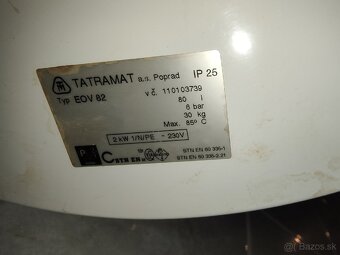 TATRAMAT a.s. Poprad IP 25
Typ EOV 82 v č. 110103739
80 l
6 bar
30 kg
Max. 85° C
2 kW 1/N/PE ~ 230V
STN EN 60 335-1
STN EN 60 335-2-21
bazos.sk